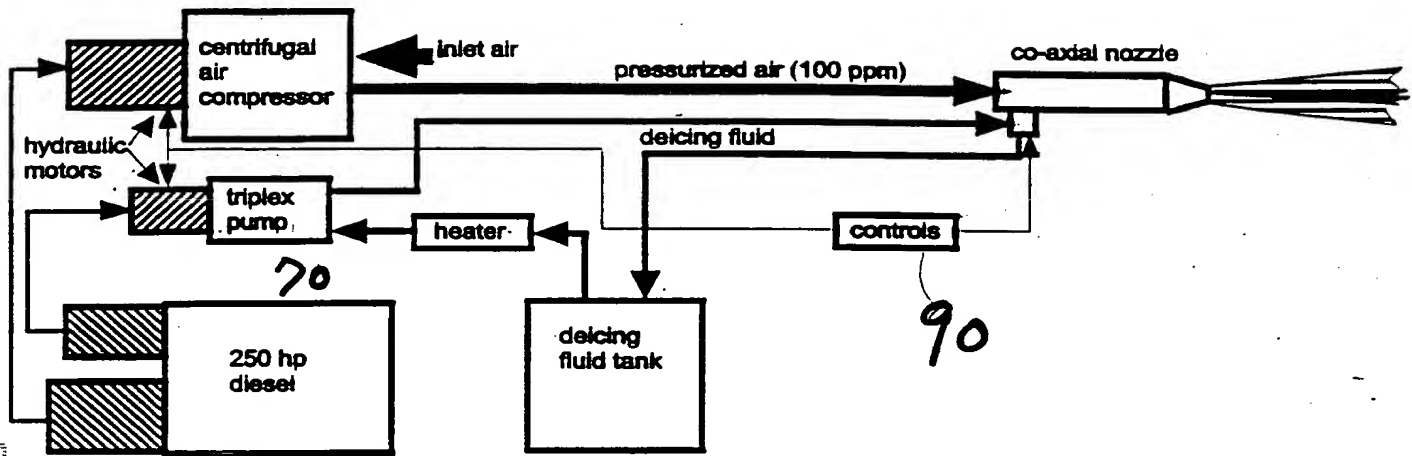 centrifugal
air
compressor
inlet air
pressurized air (100 ppm)
co-axial nozzle
hydraulic
motors
deicing fluid
triplex
pump
heater
controls
70
90
250 hp
diesel
deicing
fluid tank